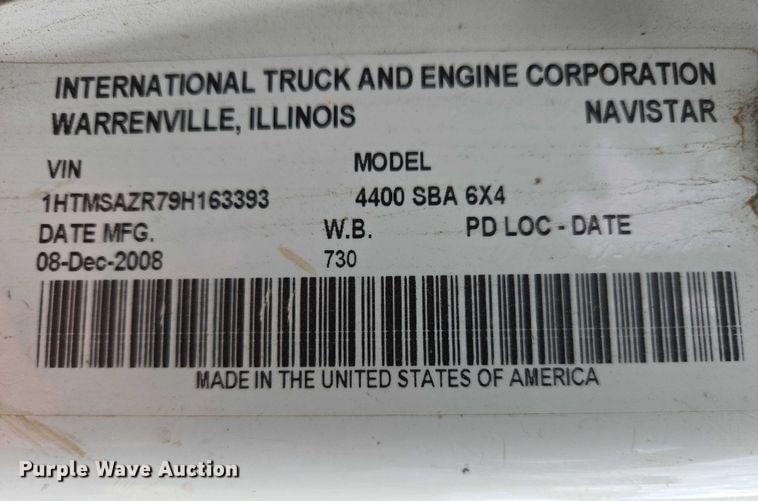 INTERNATIONAL TRUCK AND ENGINE CORPORATION
WARRENVILLE, ILLINOIS NAVISTAR
VIN MODEL
1HTMSAZR79H163393 4400 SBA 6X4
DATE MFG. W.B. PD LOC - DATE
08-Dec-2008 730
MADE IN THE UNITED STATES OF AMERICA
Purple Wave Auction